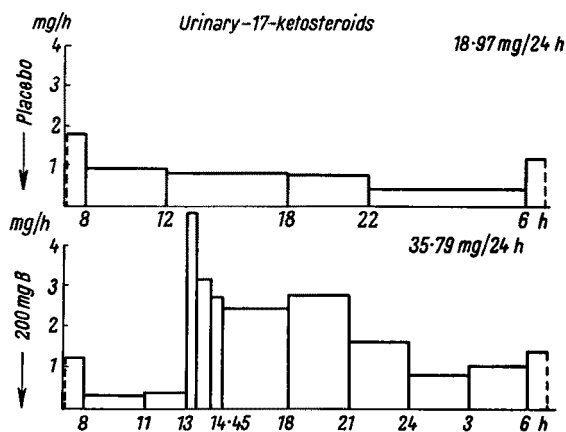 mg/h
Urinary-17-ketosteroids
18·97 mg/24 h
4
3
2
1
Placebo
8 12 18 22 6 h
mg/h
35·79 mg/24 h
4
3
2
1
200 mg B
8 11 13 14·45 18 21 24 3 6 h